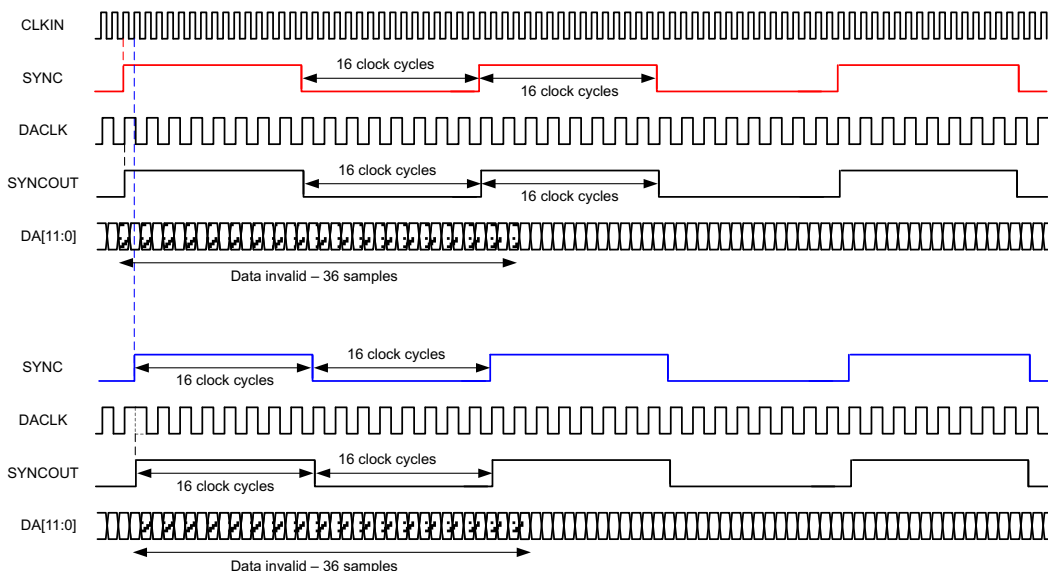 CLKIN
SYNC
16 clock cycles
16 clock cycles
DACLK
SYNCOUT
16 clock cycles
16 clock cycles
DA[11:0]
Data invalid – 36 samples
SYNC
16 clock cycles
16 clock cycles
DACLK
SYNCOUT
16 clock cycles
16 clock cycles
DA[11:0]
Data invalid – 36 samples